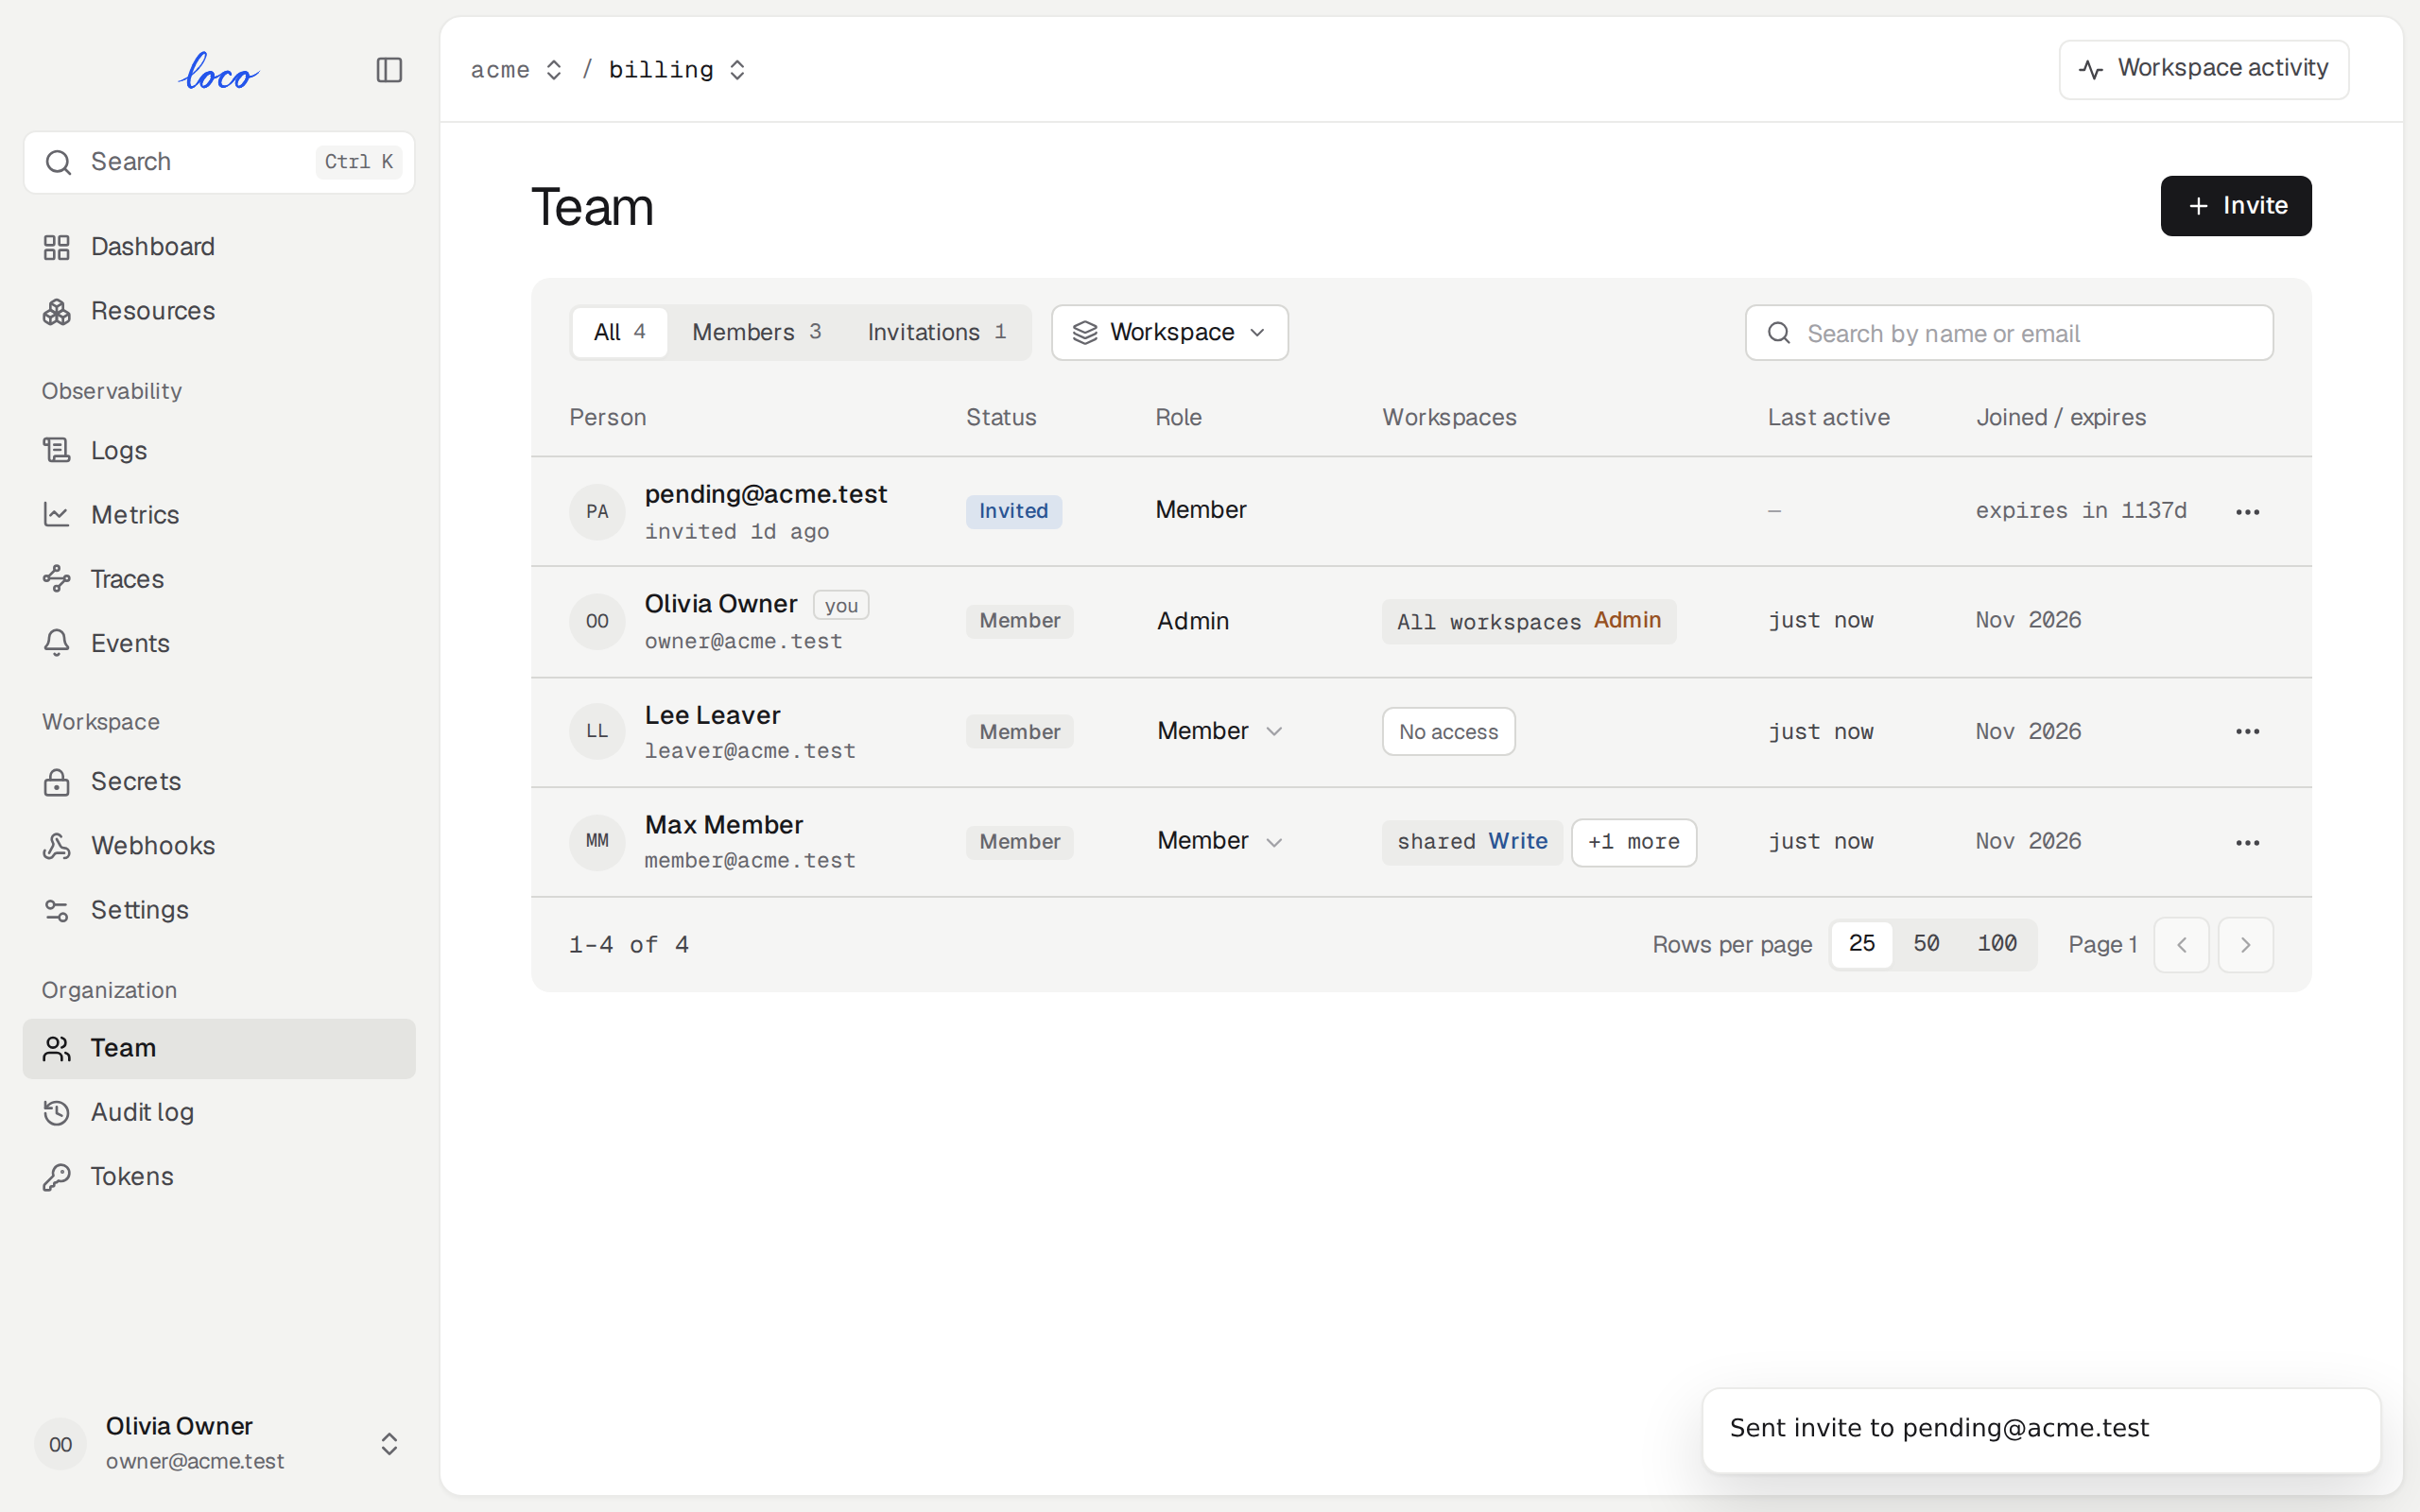 loco
Search Ctrl K
Dashboard
Resources
Observability
Logs
Metrics
Traces
Events
Workspace
Secrets
Webhooks
Settings
Organization
Team
Audit log
Tokens
OO Olivia Owner
owner@acme.test
acme / billing
Workspace activity
Team
Invite
All 4 Members 3 Invitations 1 Workspace Search by name or email
Person Status Role Workspaces Last active Joined / expires
PA pending@acme.test Invited Member – expires in 1137d
invited 1d ago
OO Olivia Owner you Member Admin All workspaces Admin just now Nov 2026
owner@acme.test
LL Lee Leaver Member Member No access just now Nov 2026
leaver@acme.test
MM Max Member Member Member shared Write +1 more just now Nov 2026
member@acme.test
1–4 of 4 Rows per page 25 50 100 Page 1
Sent invite to pending@acme.test